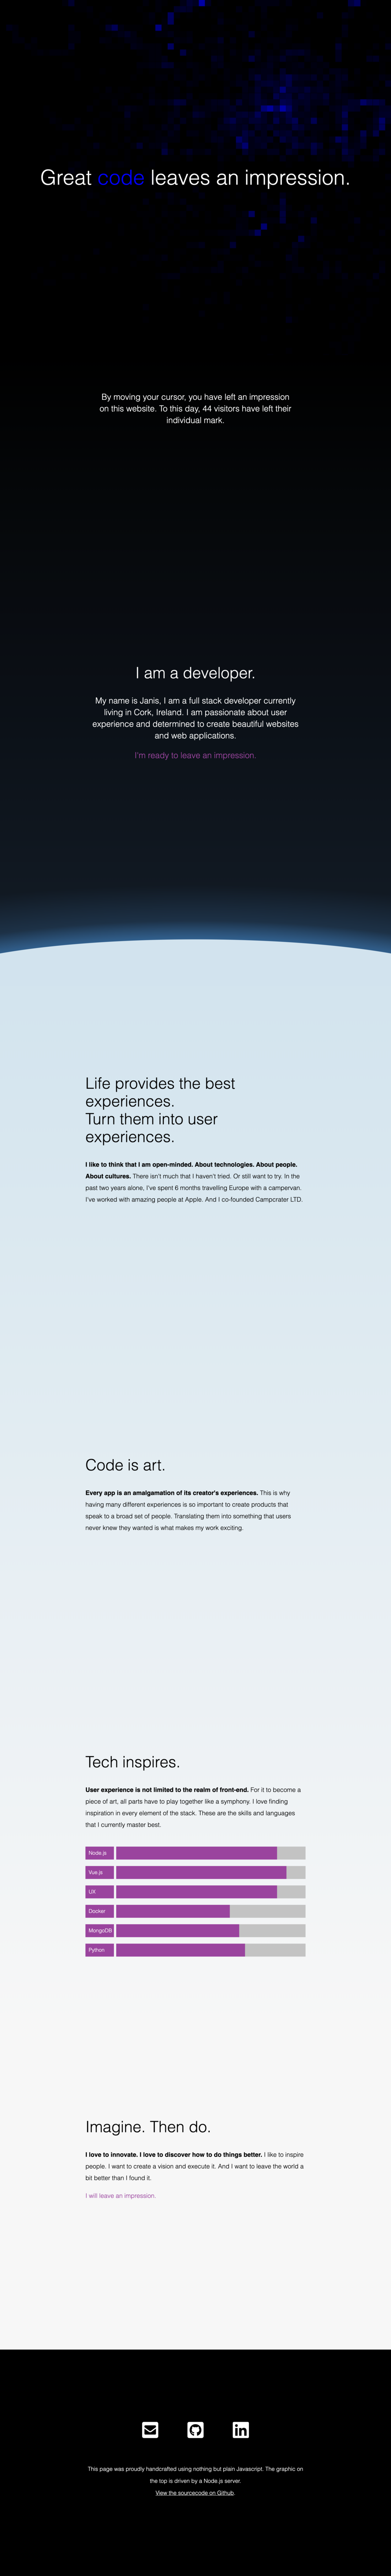 Great code leaves an impression.
By moving your cursor, you have left an impression
on this website. To this day, 44 visitors have left their
individual mark.
I am a developer.
My name is Janis, I am a full stack developer currently
living in Cork, Ireland. I am passionate about user
experience and determined to create beautiful websites
and web applications.
I'm ready to leave an impression.
Life provides the best
experiences.
Turn them into user
experiences.
I like to think that I am open-minded. About technologies. About people.
About cultures. There isn't much that I haven't tried. Or still want to try. In the
past two years alone, I've spent 6 months travelling Europe with a campervan.
I've worked with amazing people at Apple. And I co-founded Campcrater LTD.
Code is art.
Every app is an amalgamation of its creator's experiences. This is why
having many different experiences is so important to create products that
speak to a broad set of people. Translating them into something that users
never knew they wanted is what makes my work exciting.
Tech inspires.
User experience is not limited to the realm of front-end. For it to become a
piece of art, all parts have to play together like a symphony. I love finding
inspiration in every element of the stack. These are the skills and languages
that I currently master best.
Node.js
Vue.js
UX
Docker
MongoDB
Python
Imagine. Then do.
I love to innovate. I love to discover how to do things better. I like to inspire
people. I want to create a vision and execute it. And I want to leave the world a
bit better than I found it.
I will leave an impression.
This page was proudly handcrafted using nothing but plain Javascript. The graphic on
the top is driven by a Node.js server.
View the sourcecode on Github.